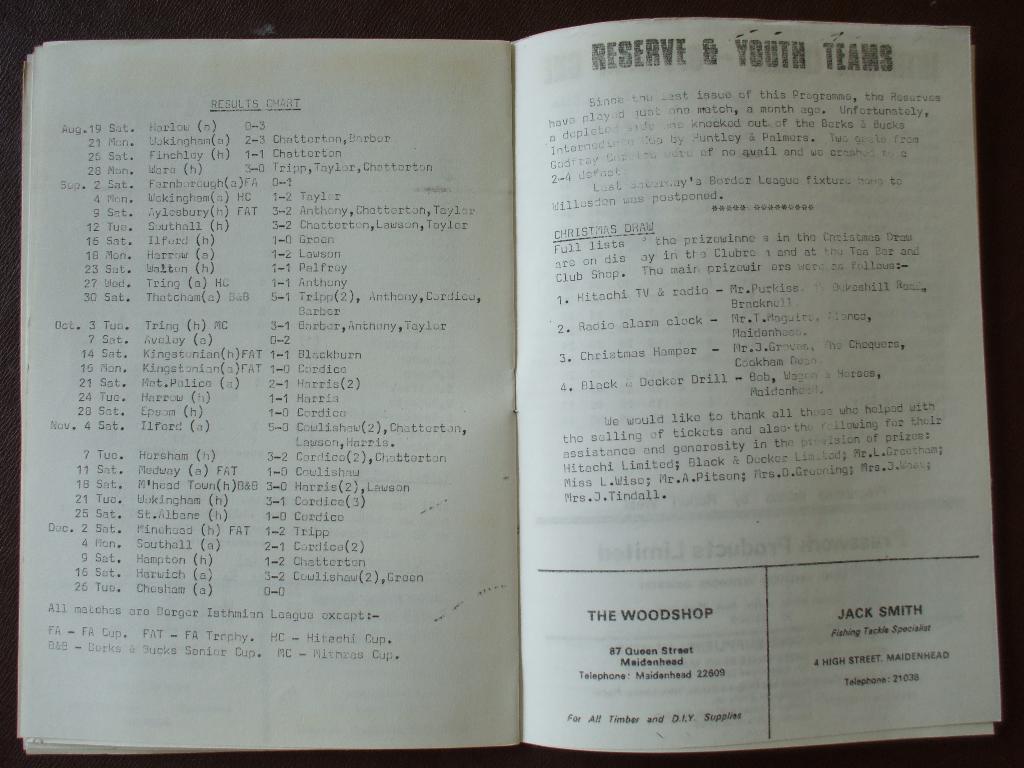 RESULTS CHART
Aug.19 Sat. Harlow (a) 0-3
21 Mon. Wokingham(a) 2-3 Chatterton,Barber
26 Sat. Finchley (h) 1-1 Chatterton
28 Mon. Ware (h) 3-0 Tripp,Taylor,Chatterton
Sep. 2 Sat. Farnborough(a)FA 0-1
4 Mon. Wokingham(a) HC 1-2 Taylor
9 Sat. Aylesbury(h) FAT 3-2 Anthony,Chatterton,Taylor
12 Tue. Southall (h) 3-2 Chatterton,Lawson,Taylor
16 Sat. Ilford (h) 1-0 Green
18 Mon. Harrow (a) 1-2 Lawson
23 Sat. Walton (h) 1-1 Palfrey
27 Wed. Tring (a) HC 1-1 Anthony
30 Sat. Thatcham(a) B&B 5-1 Tripp(2), Anthony,Cordice,
Barber
Oct. 3 Tue. Tring (h) MC 3-1 Barber,Anthony,Taylor
7 Sat. Aveley (a) 0-2
14 Sat. Kingstonian(h)FAT 1-1 Blackburn
16 Mon. Kingstonian(a)FAT 1-0 Cordice
21 Sat. Met.Police (a) 2-1 Harris(2)
24 Tue. Harrow (h) 1-1 Harris
28 Sat. Epsom (h) 1-0 Cordice
Nov. 4 Sat. Ilford (a) 5-0 Cowlishaw(2),Chatterton,
Lawson,Harris.
7 Tue. Horsham (h) 3-2 Cordice(2),Chatterton
11 Sat. Medway (a) FAT 1-0 Cowlishaw
18 Sat. M'head Town(h)B&B 3-0 Harris(2),Lawson
21 Tue. Wokingham (h) 3-1 Cordice(3)
25 Sat. St.Albans (h) 1-0 Cordice
Dec. 2 Sat. Minehead (h) FAT 1-2 Tripp
4 Mon. Southall (a) 2-1 Cordice(2)
9 Sat. Hampton (h) 1-2 Chatterton
16 Sat. Harwich (a) 3-2 Cowlishaw(2),Green
26 Tue. Chesham (a) 0-0
All matches are Berger Isthmian League except:-
FA - FA Cup. FAT - FA Trophy. HC - Hitachi Cup.
B&B - Berks & Bucks Senior Cup. MC - Mithras Cup.
RESERVE & YOUTH TEAMS
Since the last issue of this Programme, the Reserves
have played just one match, a month ago. Unfortunately,
a depleted side was knocked out of the Berks & Bucks
Intermediate Cup by Huntley & Palmers. Two goals from
Godfray were of no avail and we crashed to a
2-4 defeat.
Last Saturday's Border League fixture home to
Willesden was postponed.
*************
CHRISTMAS DRAW
Full lists of the prizewinners in the Christmas Draw
are on display in the Clubroom and at the Tea Bar and
Club Shop. The main prizewinners were as follows:-
1. Hitachi TV & radio - Mr.Purkiss, Dukeshill Road,
Bracknell.
2. Radio alarm clock - Mr.T.Maguire,
Maidenhead.
3. Christmas Hamper - Mr.J.Groves, The Chequers,
Cookham Dean.
4. Black & Decker Drill - Bob, Wagon & Horses,
Maidenhead.
We would like to thank all those who helped with
the selling of tickets and also the following for their
assistance and generosity in the provision of prizes:
Hitachi Limited; Black & Decker Limited; Mr.L.Greetham;
Miss L.Wise; Mr.A.Pitson; Mrs.D.Greening; Mrs.J.West;
Mrs.J.Tindall.
THE WOODSHOP
87 Queen Street
Maidenhead
Telephone: Maidenhead 22609
For All Timber and D.I.Y. Supplies
JACK SMITH
Fishing Tackle Specialist
4 HIGH STREET, MAIDENHEAD
Telephone: 21038